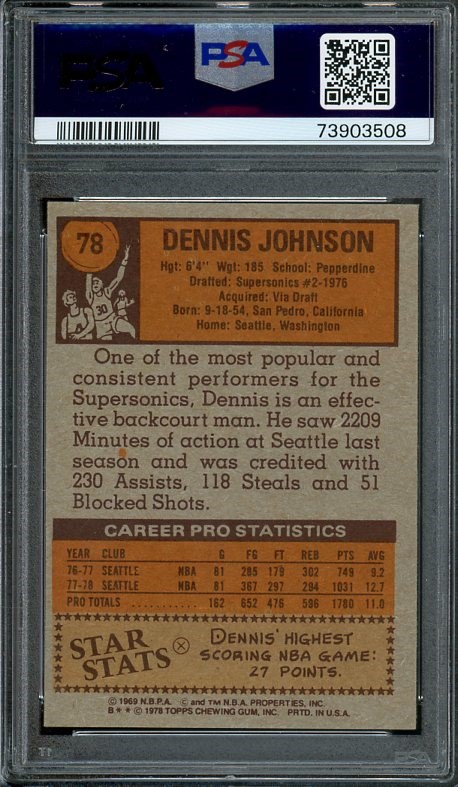 PSA
PSA
73903508
78
DENNIS JOHNSON
Hgt: 6'4" Wgt: 185 School: Pepperdine
Drafted: Supersonics #2-1976
Acquired: Via Draft
Born: 9-18-54, San Pedro, California
Home: Seattle, Washington
30
One of the most popular and
consistent performers for the
Supersonics, Dennis is an effec-
tive backcourt man. He saw 2209
Minutes of action at Seattle last
season and was credited with
230 Assists, 118 Steals and 51
Blocked Shots.
CAREER PRO STATISTICS
YEAR CLUB G FG FT REB PTS AVG
76-77 SEATTLE NBA 81 285 179 302 749 9.2
77-78 SEATTLE NBA 81 367 297 294 1031 12.7
PRO TOTALS ........... 162 652 476 596 1780 11.0
STAR
STATS
DENNIS' HIGHEST
SCORING NBA GAME:
27 POINTS.
© 1969 N.B.P.A. © and TM N.B.A. PROPERTIES, INC.
B★★© 1978 TOPPS CHEWING GUM, INC. PRTD. IN U.S.A.
PSA